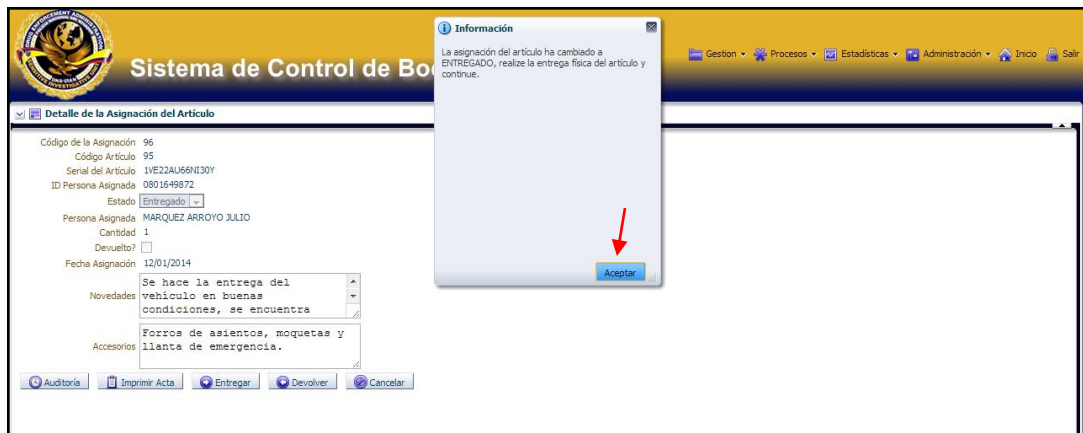 Información
La asignación del artículo ha cambiado a
ENTREGADO, realize la entrega física del artículo y
continue.
Aceptar
Sistema de Control de Bo
Gestion
Procesos
Estadísticas
Administración
Inicio
Salir
Detalle de la Asignación del Artículo
Código de la Asignación 96
Código Artículo 95
Serial del Artículo 1VE22AU66NI30Y
ID Persona Asignada 0801649872
Estado Entregado
Persona Asignada MARQUEZ ARROYO JULIO
Cantidad 1
Devuelto?
Fecha Asignación 12/01/2014
Novedades
Se hace la entrega del
vehículo en buenas
condiciones, se encuentra
Accesorios
Forros de asientos, moquetas y
llanta de emergencia.
Auditoría
Imprimir Acta
Entregar
Devolver
Cancelar